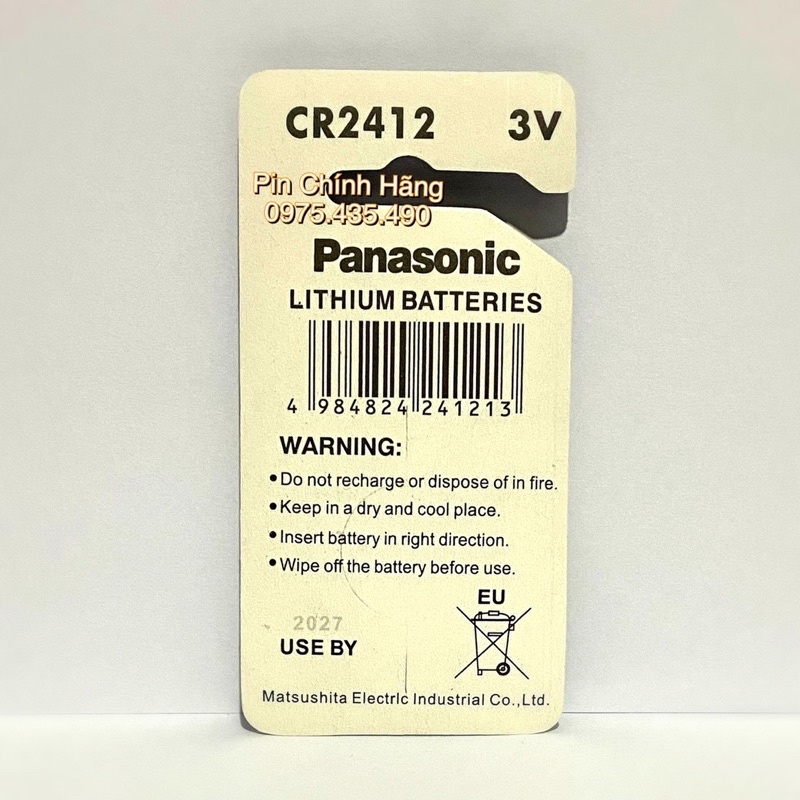 CR2412 3V
Pin Chính Hãng
0975.435.490
Panasonic
LITHIUM BATTERIES
4 984824 241213
WARNING:
•Do not recharge or dispose of in fire.
•Keep in a dry and cool place.
•Insert battery in right direction.
•Wipe off the battery before use.
EU
2027
USE BY
Matsushita Electric Industrial Co.,Ltd.